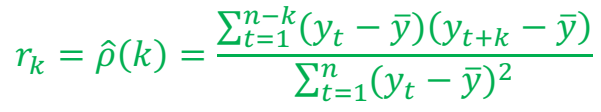 $r_k = \hat{\rho}(k) = \frac{\sum_{t=1}^{n-k}(y_t - \bar{y})(y_{t+k} - \bar{y})}{\sum_{t=1}^{n}(y_t - \bar{y})^2}$